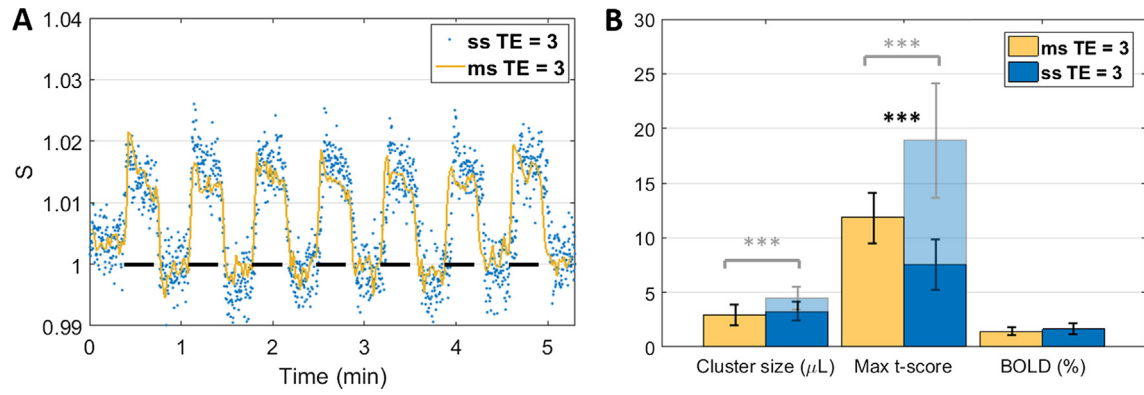 A
1.04
1.03
1.02
1.01
1
0.99
S
0 1 2 3 4 5
Time (min)
ss TE = 3
ms TE = 3
B
30
25
20
15
10
5
0
***
***
***
ms TE = 3
ss TE = 3
Cluster size (μL) Max t-score BOLD (%)